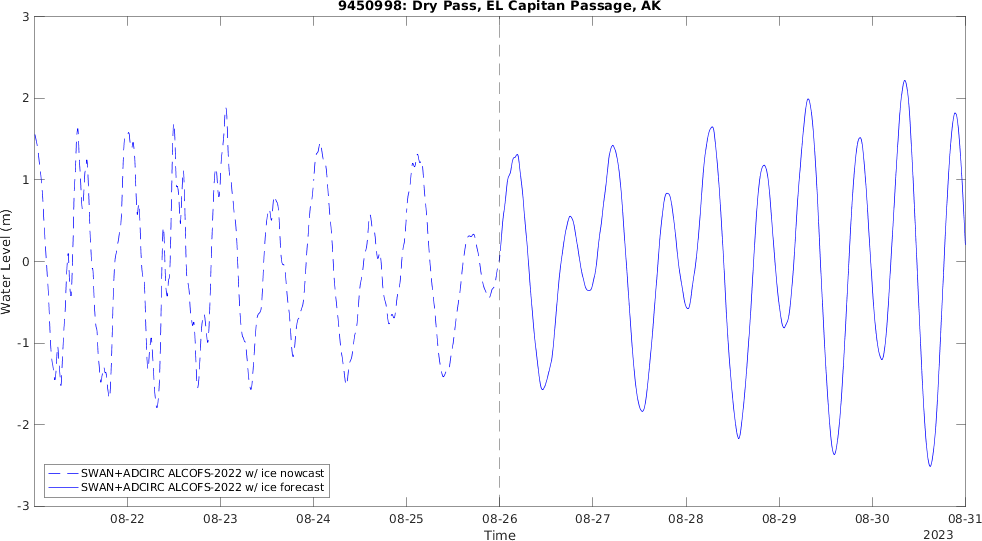 9450998: Dry Pass, EL Capitan Passage, AK
3
2
1
0
-1
-2
-3
Water Level (m)
SWAN+ADCIRC ALCOFS-2022 w/ ice nowcast
SWAN+ADCIRC ALCOFS-2022 w/ ice forecast
08-22 08-23 08-24 08-25 08-26 08-27 08-28 08-29 08-30 08-31
Time
2023